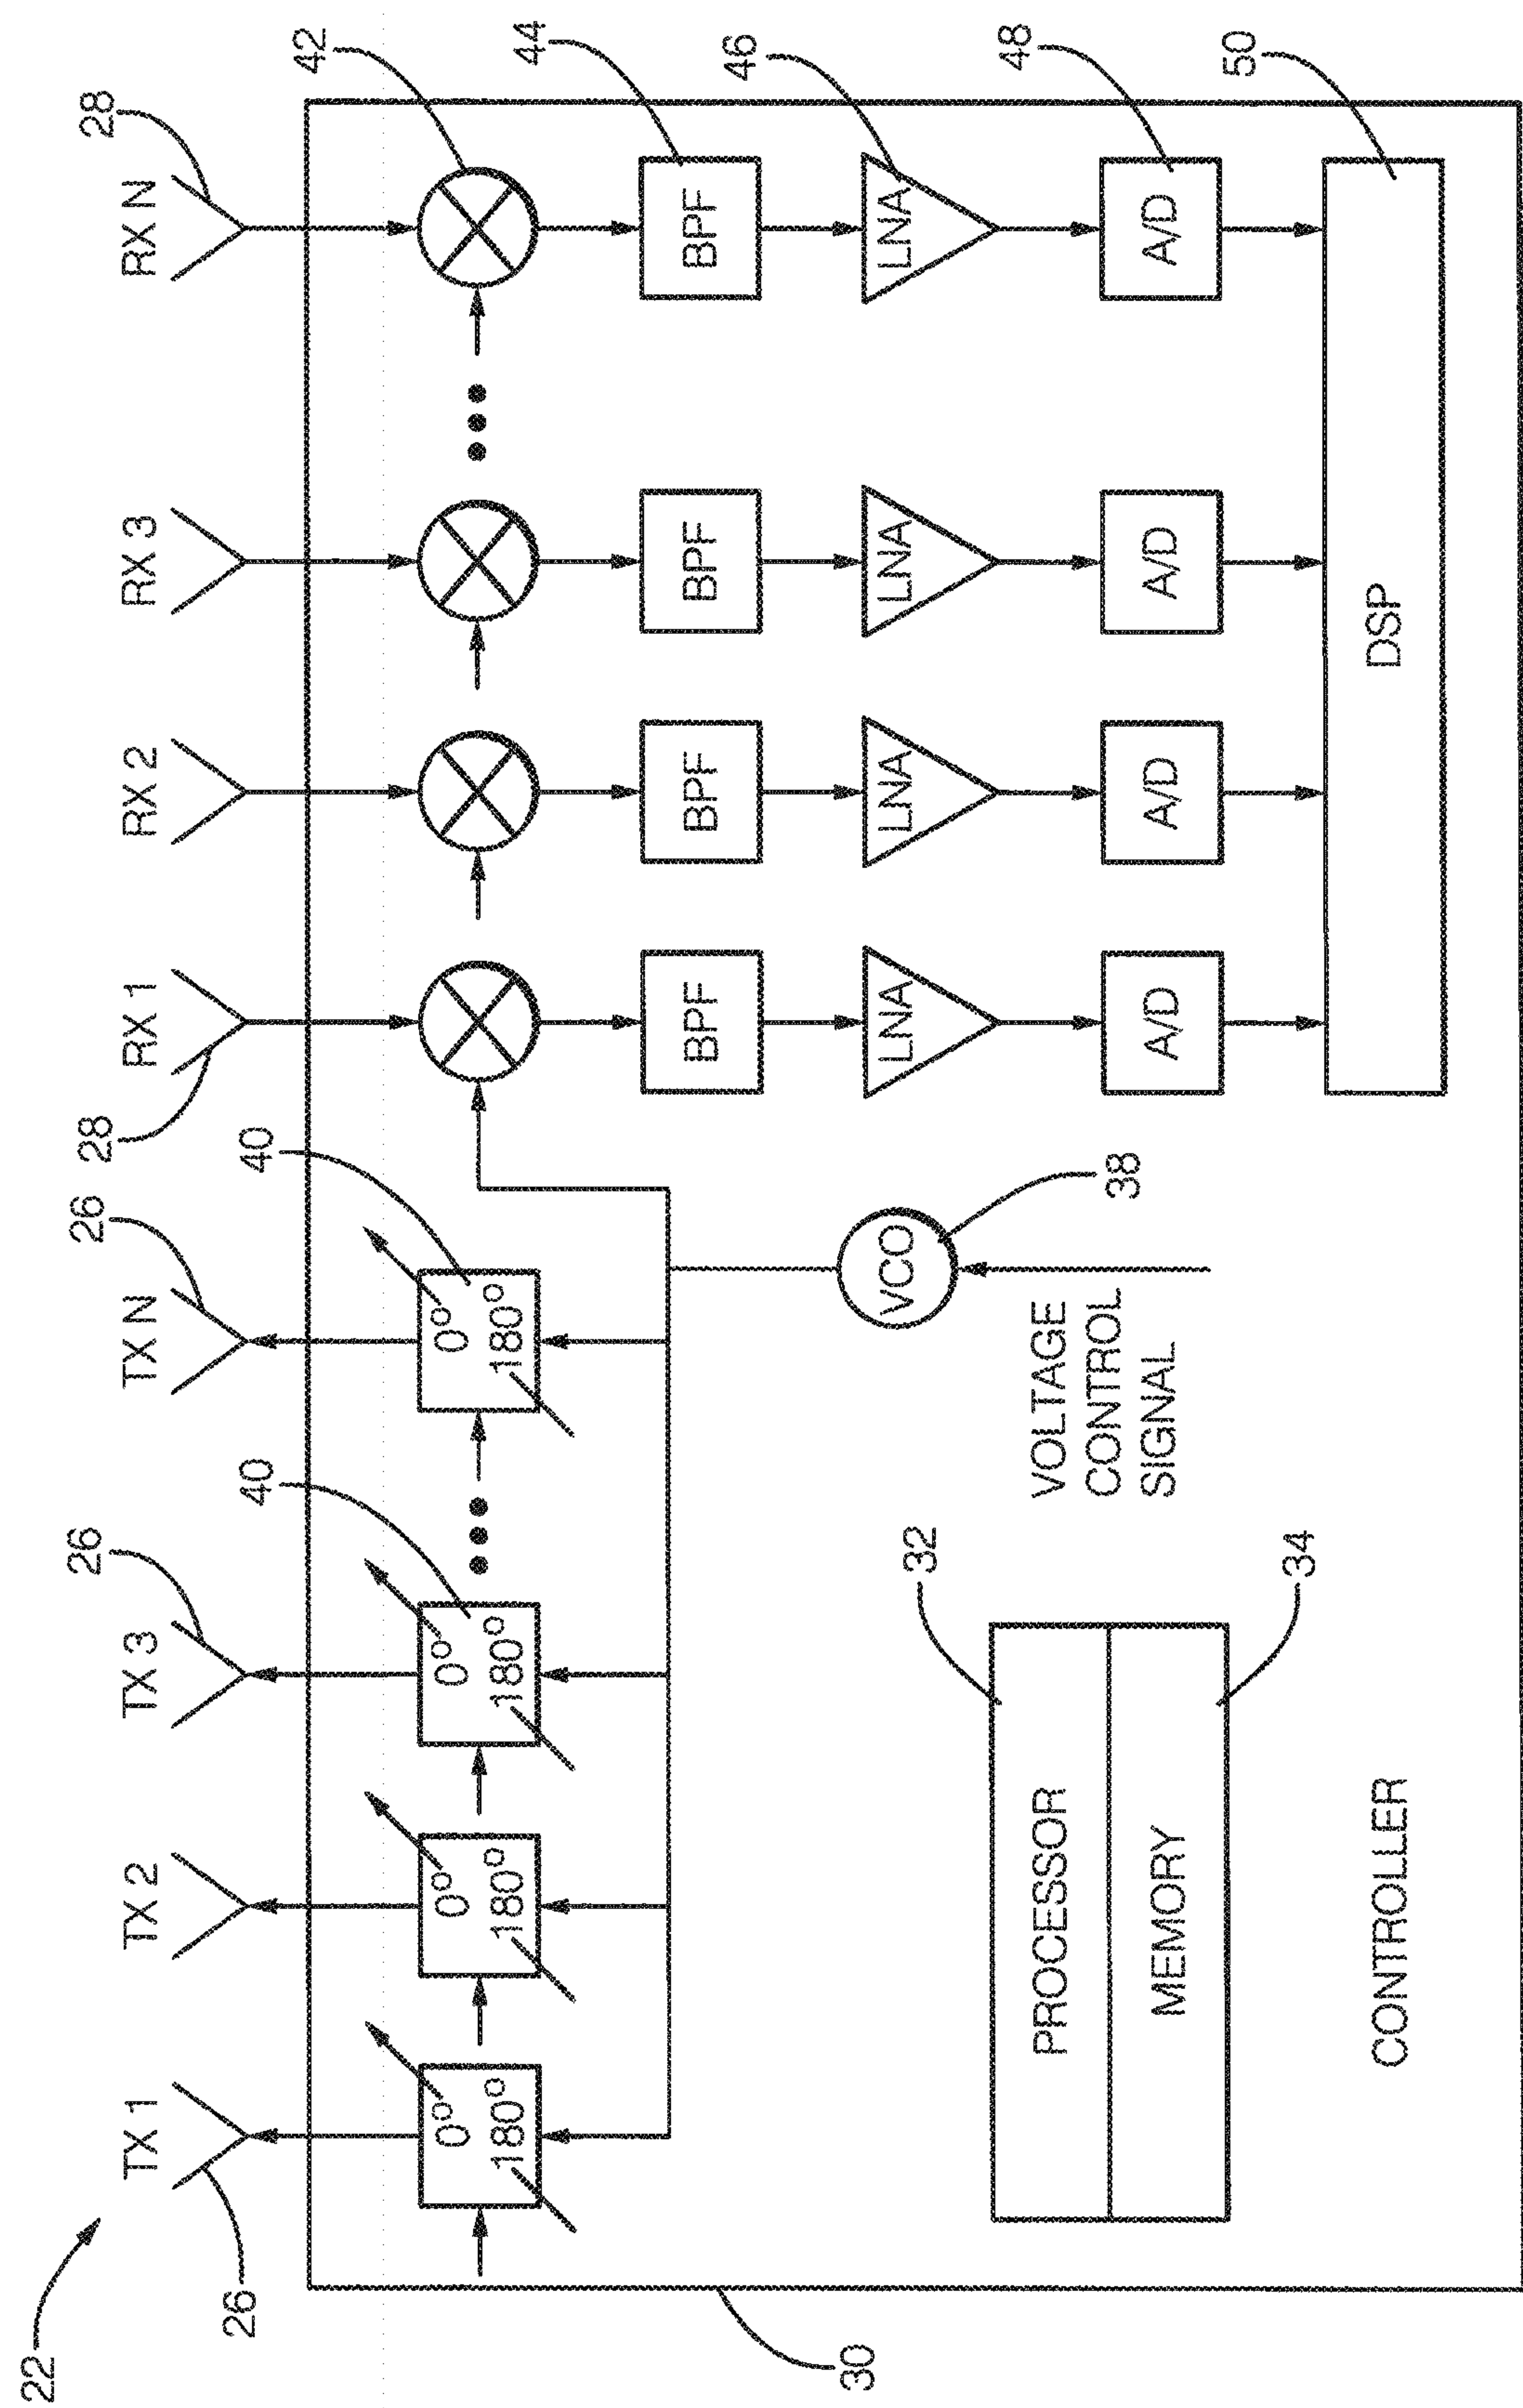 22
26
26
26
28
28
TX 1
TX 2
TX 3
TX N
RX 1
RX 2
RX 3
RX N
40
40
42
0° 180°
0° 180°
0° 180°
0° 180°
44
BPF
BPF
BPF
BPF
46
LNA
LNA
LNA
LNA
VCO
38
48
A/D
A/D
A/D
A/D
VOLTAGE
CONTROL
SIGNAL
32
PROCESSOR
MEMORY
34
50
DSP
CONTROLLER
30